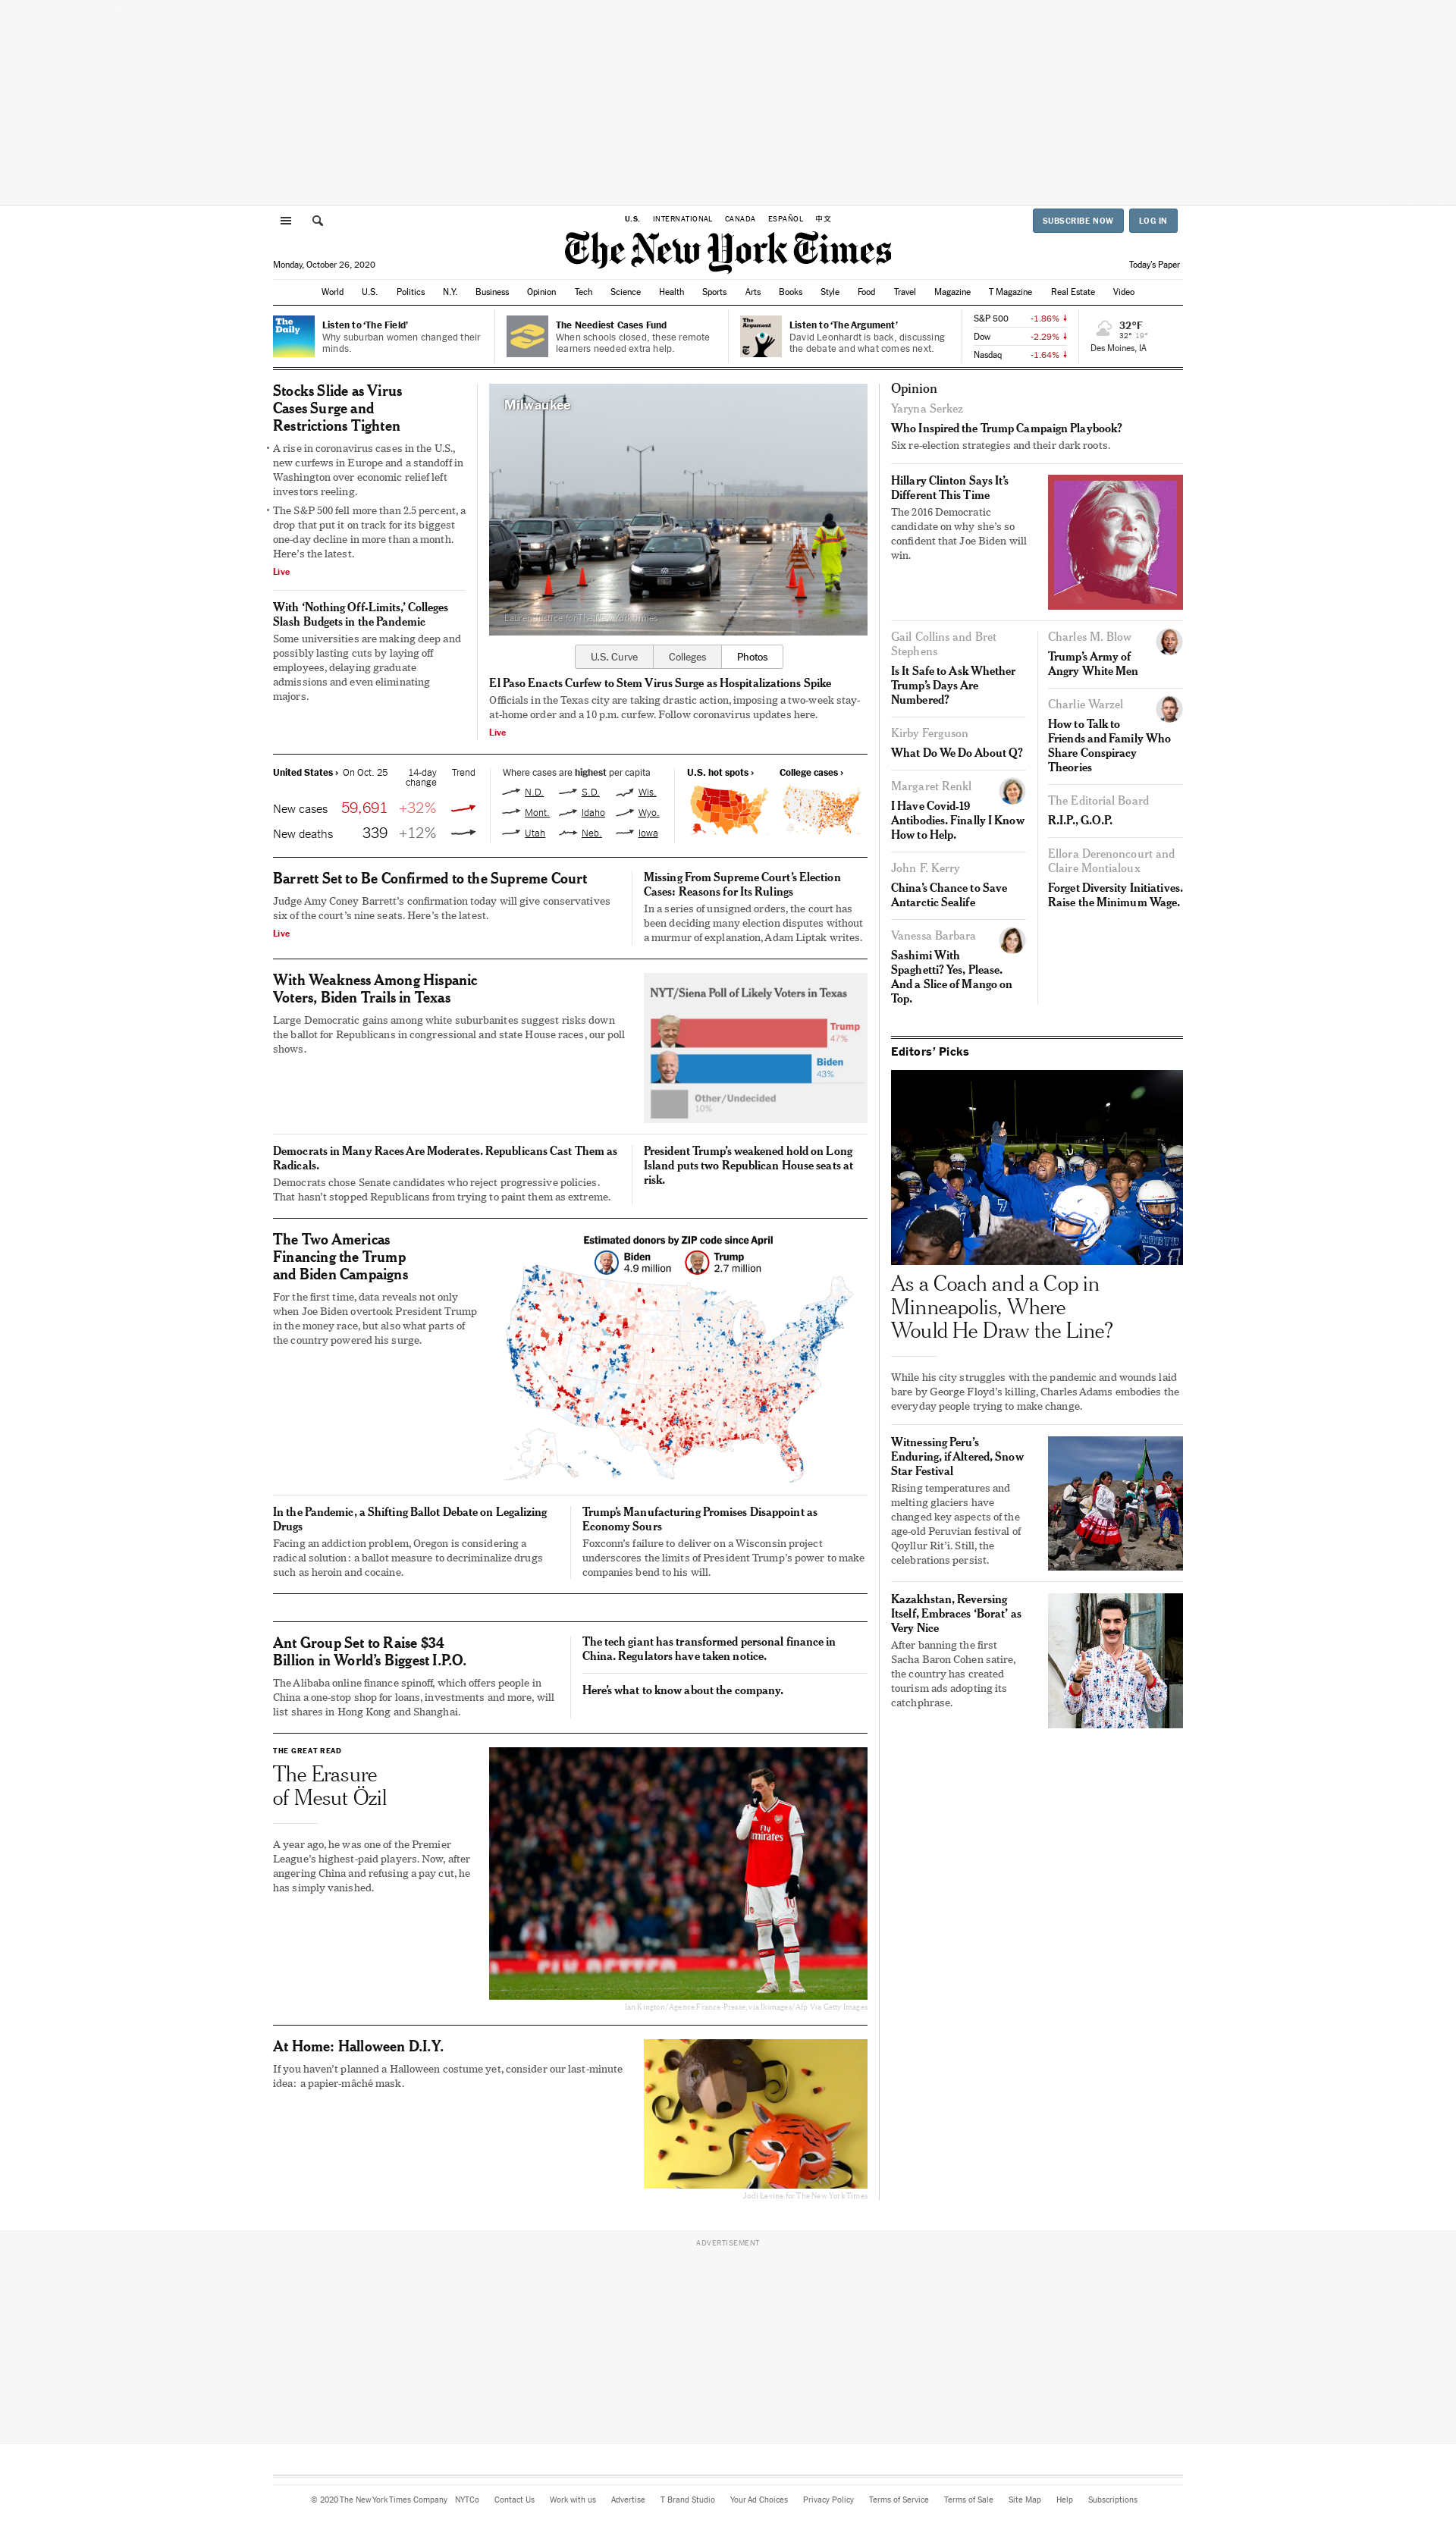 U.S. INTERNATIONAL CANADA ESPAÑOL 中文
SUBSCRIBE NOW LOG IN
The New York Times
Monday, October 26, 2020
Today's Paper
World U.S. Politics N.Y. Business Opinion Tech Science Health Sports Arts Books Style Food Travel Magazine T Magazine Real Estate Video
The
Daily
Listen to ‘The Field’
Why suburban women changed their
minds.
The Neediest Cases Fund
When schools closed, these remote
learners needed extra help.
The
Argument
Listen to ‘The Argument’
David Leonhardt is back, discussing
the debate and what comes next.
S&P 500 -1.86% ↓
Dow -2.29% ↓
Nasdaq -1.64% ↓
32°F
32° 19°
Des Moines, IA
Stocks Slide as Virus
Cases Surge and
Restrictions Tighten
• A rise in coronavirus cases in the U.S.,
new curfews in Europe and a standoff in
Washington over economic relief left
investors reeling.
• The S&P 500 fell more than 2.5 percent, a
drop that put it on track for its biggest
one-day decline in more than a month.
Here’s the latest.
Live
With ‘Nothing Off-Limits,’ Colleges
Slash Budgets in the Pandemic
Some universities are making deep and
possibly lasting cuts by laying off
employees, delaying graduate
admissions and even eliminating
majors.
Milwaukee
Lauren Justice for The New York Times
U.S. Curve Colleges Photos
El Paso Enacts Curfew to Stem Virus Surge as Hospitalizations Spike
Officials in the Texas city are taking drastic action, imposing a two-week stay-
at-home order and a 10 p.m. curfew. Follow coronavirus updates here.
Live
United States › On Oct. 25 14-day Trend
change
New cases 59,691 +32%
New deaths 339 +12%
Where cases are highest per capita
N.D. S.D. Wis.
Mont. Idaho Wyo.
Utah Neb. Iowa
U.S. hot spots ›
College cases ›
Barrett Set to Be Confirmed to the Supreme Court
Judge Amy Coney Barrett’s confirmation today will give conservatives
six of the court’s nine seats. Here’s the latest.
Live
Missing From Supreme Court’s Election
Cases: Reasons for Its Rulings
In a series of unsigned orders, the court has
been deciding many election disputes without
a murmur of explanation, Adam Liptak writes.
With Weakness Among Hispanic
Voters, Biden Trails in Texas
Large Democratic gains among white suburbanites suggest risks down
the ballot for Republicans in congressional and state House races, our poll
shows.
NYT/Siena Poll of Likely Voters in Texas
Trump
47%
Biden
43%
Other/Undecided
10%
Democrats in Many Races Are Moderates. Republicans Cast Them as
Radicals.
Democrats chose Senate candidates who reject progressive policies.
That hasn’t stopped Republicans from trying to paint them as extreme.
President Trump’s weakened hold on Long
Island puts two Republican House seats at
risk.
The Two Americas
Financing the Trump
and Biden Campaigns
For the first time, data reveals not only
when Joe Biden overtook President Trump
in the money race, but also what parts of
the country powered his surge.
Estimated donors by ZIP code since April
Biden
4.9 million
Trump
2.7 million
In the Pandemic, a Shifting Ballot Debate on Legalizing
Drugs
Facing an addiction problem, Oregon is considering a
radical solution: a ballot measure to decriminalize drugs
such as heroin and cocaine.
Trump’s Manufacturing Promises Disappoint as
Economy Sours
Foxconn’s failure to deliver on a Wisconsin project
underscores the limits of President Trump’s power to make
companies bend to his will.
Ant Group Set to Raise $34
Billion in World’s Biggest I.P.O.
The Alibaba online finance spinoff, which offers people in
China a one-stop shop for loans, investments and more, will
list shares in Hong Kong and Shanghai.
The tech giant has transformed personal finance in
China. Regulators have taken notice.
Here’s what to know about the company.
THE GREAT READ
The Erasure
of Mesut Özil
A year ago, he was one of the Premier
League’s highest-paid players. Now, after
angering China and refusing a pay cut, he
has simply vanished.
Fly
Emirates
10
Ian Kington/Agence France-Presse, via Ikimages/Afp Via Getty Images
At Home: Halloween D.I.Y.
If you haven’t planned a Halloween costume yet, consider our last-minute
idea: a papier-mâché mask.
Jodi Levine for The New York Times
Opinion
Yaryna Serkez
Who Inspired the Trump Campaign Playbook?
Six re-election strategies and their dark roots.
Hillary Clinton Says It’s
Different This Time
The 2016 Democratic
candidate on why she’s so
confident that Joe Biden will
win.
Gail Collins and Bret
Stephens
Is It Safe to Ask Whether
Trump’s Days Are
Numbered?
Kirby Ferguson
What Do We Do About Q?
Margaret Renkl
I Have Covid-19
Antibodies. Finally I Know
How to Help.
John F. Kerry
China’s Chance to Save
Antarctic Sealife
Vanessa Barbara
Sashimi With
Spaghetti? Yes, Please.
And a Slice of Mango on
Top.
Charles M. Blow
Trump’s Army of
Angry White Men
Charlie Warzel
How to Talk to
Friends and Family Who
Share Conspiracy
Theories
The Editorial Board
R.I.P., G.O.P.
Ellora Derenoncourt and
Claire Montialoux
Forget Diversity Initiatives.
Raise the Minimum Wage.
Editors’ Picks
NORTH
21
As a Coach and a Cop in
Minneapolis, Where
Would He Draw the Line?
While his city struggles with the pandemic and wounds laid
bare by George Floyd’s killing, Charles Adams embodies the
everyday people trying to make change.
Witnessing Peru’s
Enduring, if Altered, Snow
Star Festival
Rising temperatures and
melting glaciers have
changed key aspects of the
age-old Peruvian festival of
Qoyllur Rit’i. Still, the
celebrations persist.
Kazakhstan, Reversing
Itself, Embraces ‘Borat’ as
Very Nice
After banning the first
Sacha Baron Cohen satire,
the country has created
tourism ads adopting its
catchphrase.
ADVERTISEMENT
© 2020 The New York Times Company NYTCo Contact Us Work with us Advertise T Brand Studio Your Ad Choices Privacy Policy Terms of Service Terms of Sale Site Map Help Subscriptions